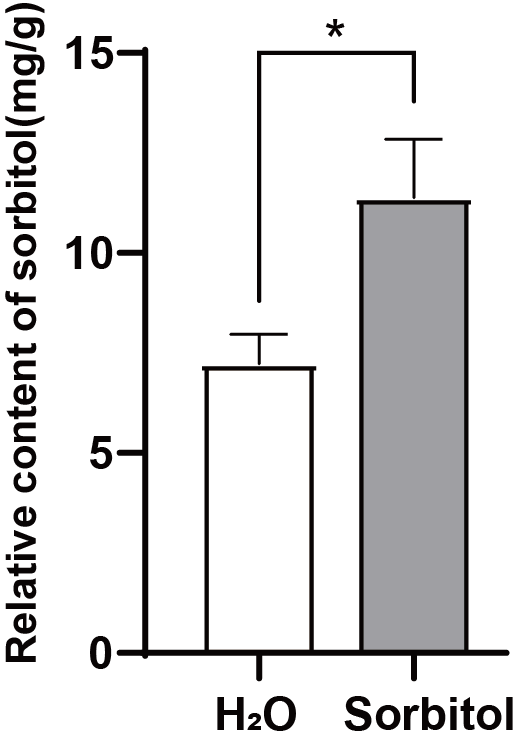 Relative content of sorbitol(mg/g)
15
10
5
0
*
H₂O
Sorbitol